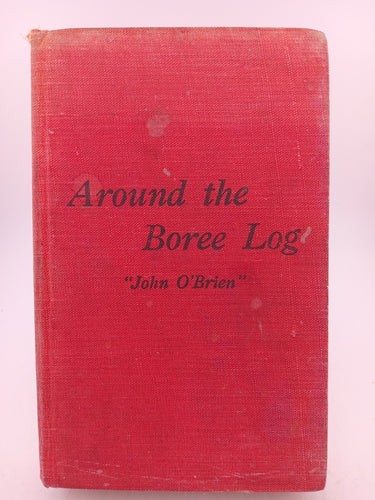 Around the
Boree Log
"John O'Brien"